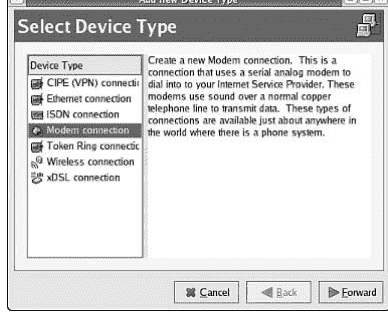 Add new Device Type
Select Device Type
Device Type
CIPE (VPN) connecti
Ethernet connection
ISDN connection
Modem connection
Token Ring connectic
Wireless connection
xDSL connection
Create a new Modem connection. This is a
connection that uses a serial analog modem to
dial into to your Internet Service Provider. These
modems use sound over a normal copper
telephone line to transmit data. These types of
connections are available just about anywhere in
the world where there is a phone system.
Cancel
Back
Forward